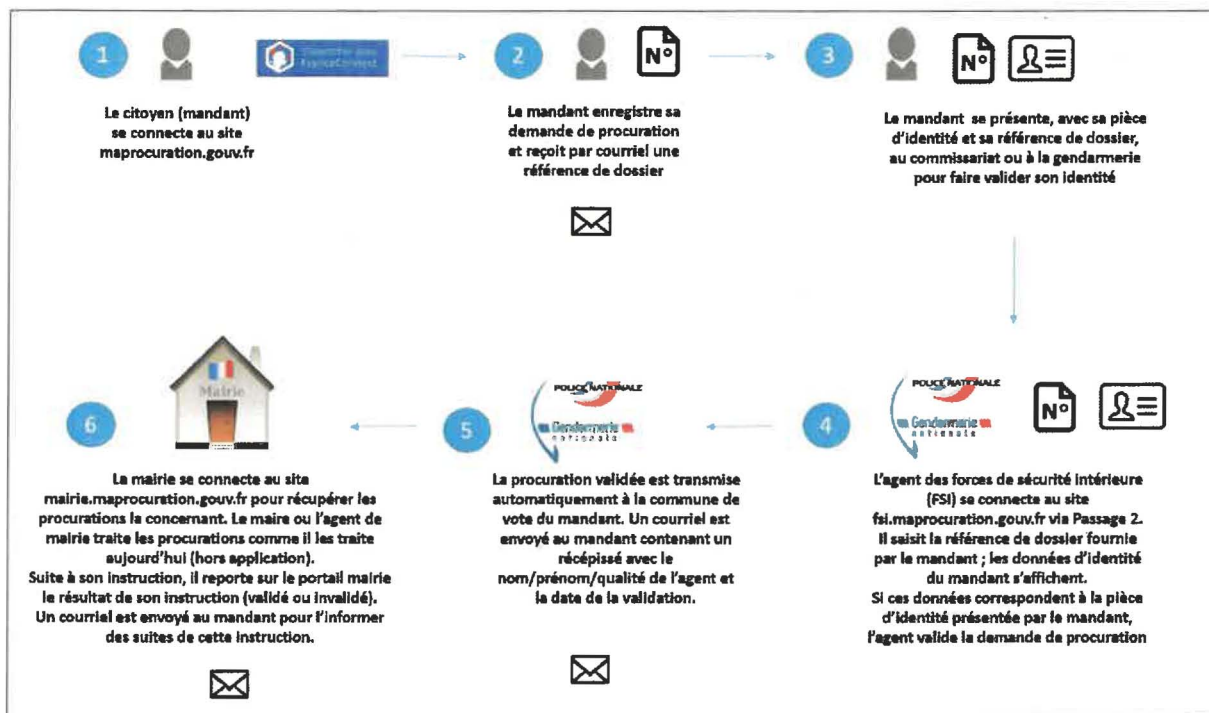 1
S'identifier avec
FranceConnect
2
N°
3
N°
Le citoyen (mandant)
se connecte au site
maprocuration.gouv.fr
Le mandant enregistre sa
demande de procuration
et reçoit par courriel une
référence de dossier
Le mandant se présente, avec sa pièce
d'identité et sa référence de dossier,
au commissariat ou à la gendarmerie
pour faire valider son identité
6
Mairie
5
POLICE NATIONALE
Gendarmerie
nationale
4
POLICE NATIONALE
Gendarmerie
nationale
N°
La mairie se connecte au site
mairie.maprocuration.gouv.fr pour récupérer les
procurations la concernant. Le maire ou l'agent de
mairie traite les procurations comme il les traite
aujourd'hui (hors application).
Suite à son instruction, il reporte sur le portail mairie
le résultat de son instruction (validé ou invalidé).
Un courriel est envoyé au mandant pour l'informer
des suites de cette instruction.
La procuration validée est transmise
automatiquement à la commune de
vote du mandant. Un courriel est
envoyé au mandant contenant un
récépissé avec le
nom/prénom/qualité de l'agent et
la date de la validation.
L'agent des forces de sécurité intérieure
(FSI) se connecte au site
fsi.maprocuration.gouv.fr via Passage 2.
Il saisit la référence de dossier fournie
par le mandant ; les données d'identité
du mandant s'affichent.
Si ces données correspondent à la pièce
d'identité présentée par le mandant,
l'agent valide la demande de procuration